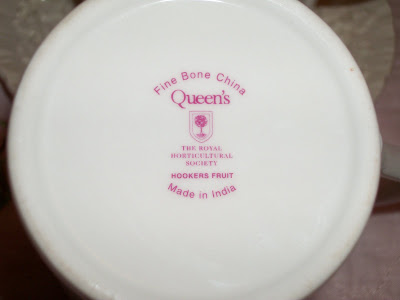 Fine Bone China
Queen's
THE ROYAL
HORTICULTURAL
SOCIETY
HOOKERS FRUIT
Made in India